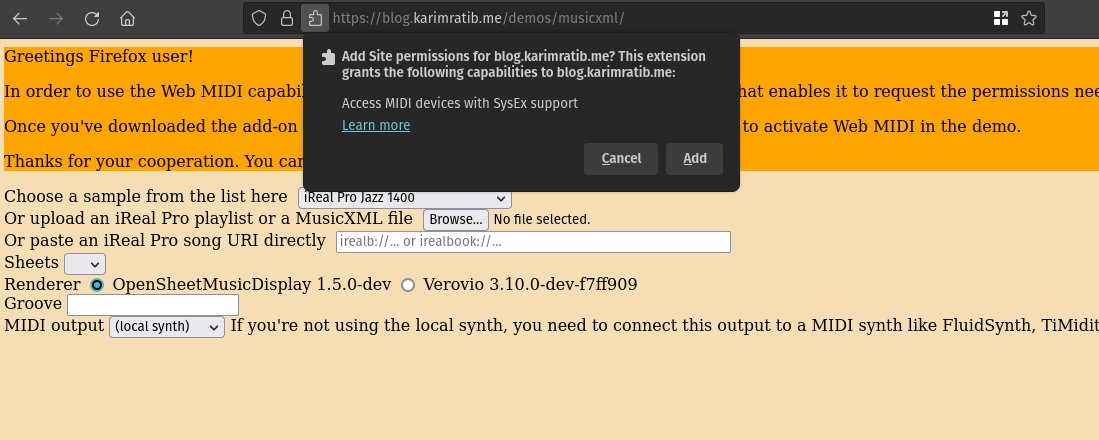 https://blog.karimratib.me/demos/musicxml/
Add Site permissions for blog.karimratib.me? This extension
grants the following capabilities to blog.karimratib.me:
Access MIDI devices with SysEx support
Learn more
Cancel Add
Greetings Firefox user!
In order to use the Web MIDI capabil hat enables it to request the permissions nee
Once you've downloaded the add-on to activate Web MIDI in the demo.
Thanks for your cooperation. You can
Choose a sample from the list here iReal Pro Jazz 1400
Or upload an iReal Pro playlist or a MusicXML file Browse... No file selected.
Or paste an iReal Pro song URI directly irealb://... or irealbook://...
Sheets
Renderer OpenSheetMusicDisplay 1.5.0-dev Verovio 3.10.0-dev-f7ff909
Groove
MIDI output (local synth) If you're not using the local synth, you need to connect this output to a MIDI synth like FluidSynth, TiMidit